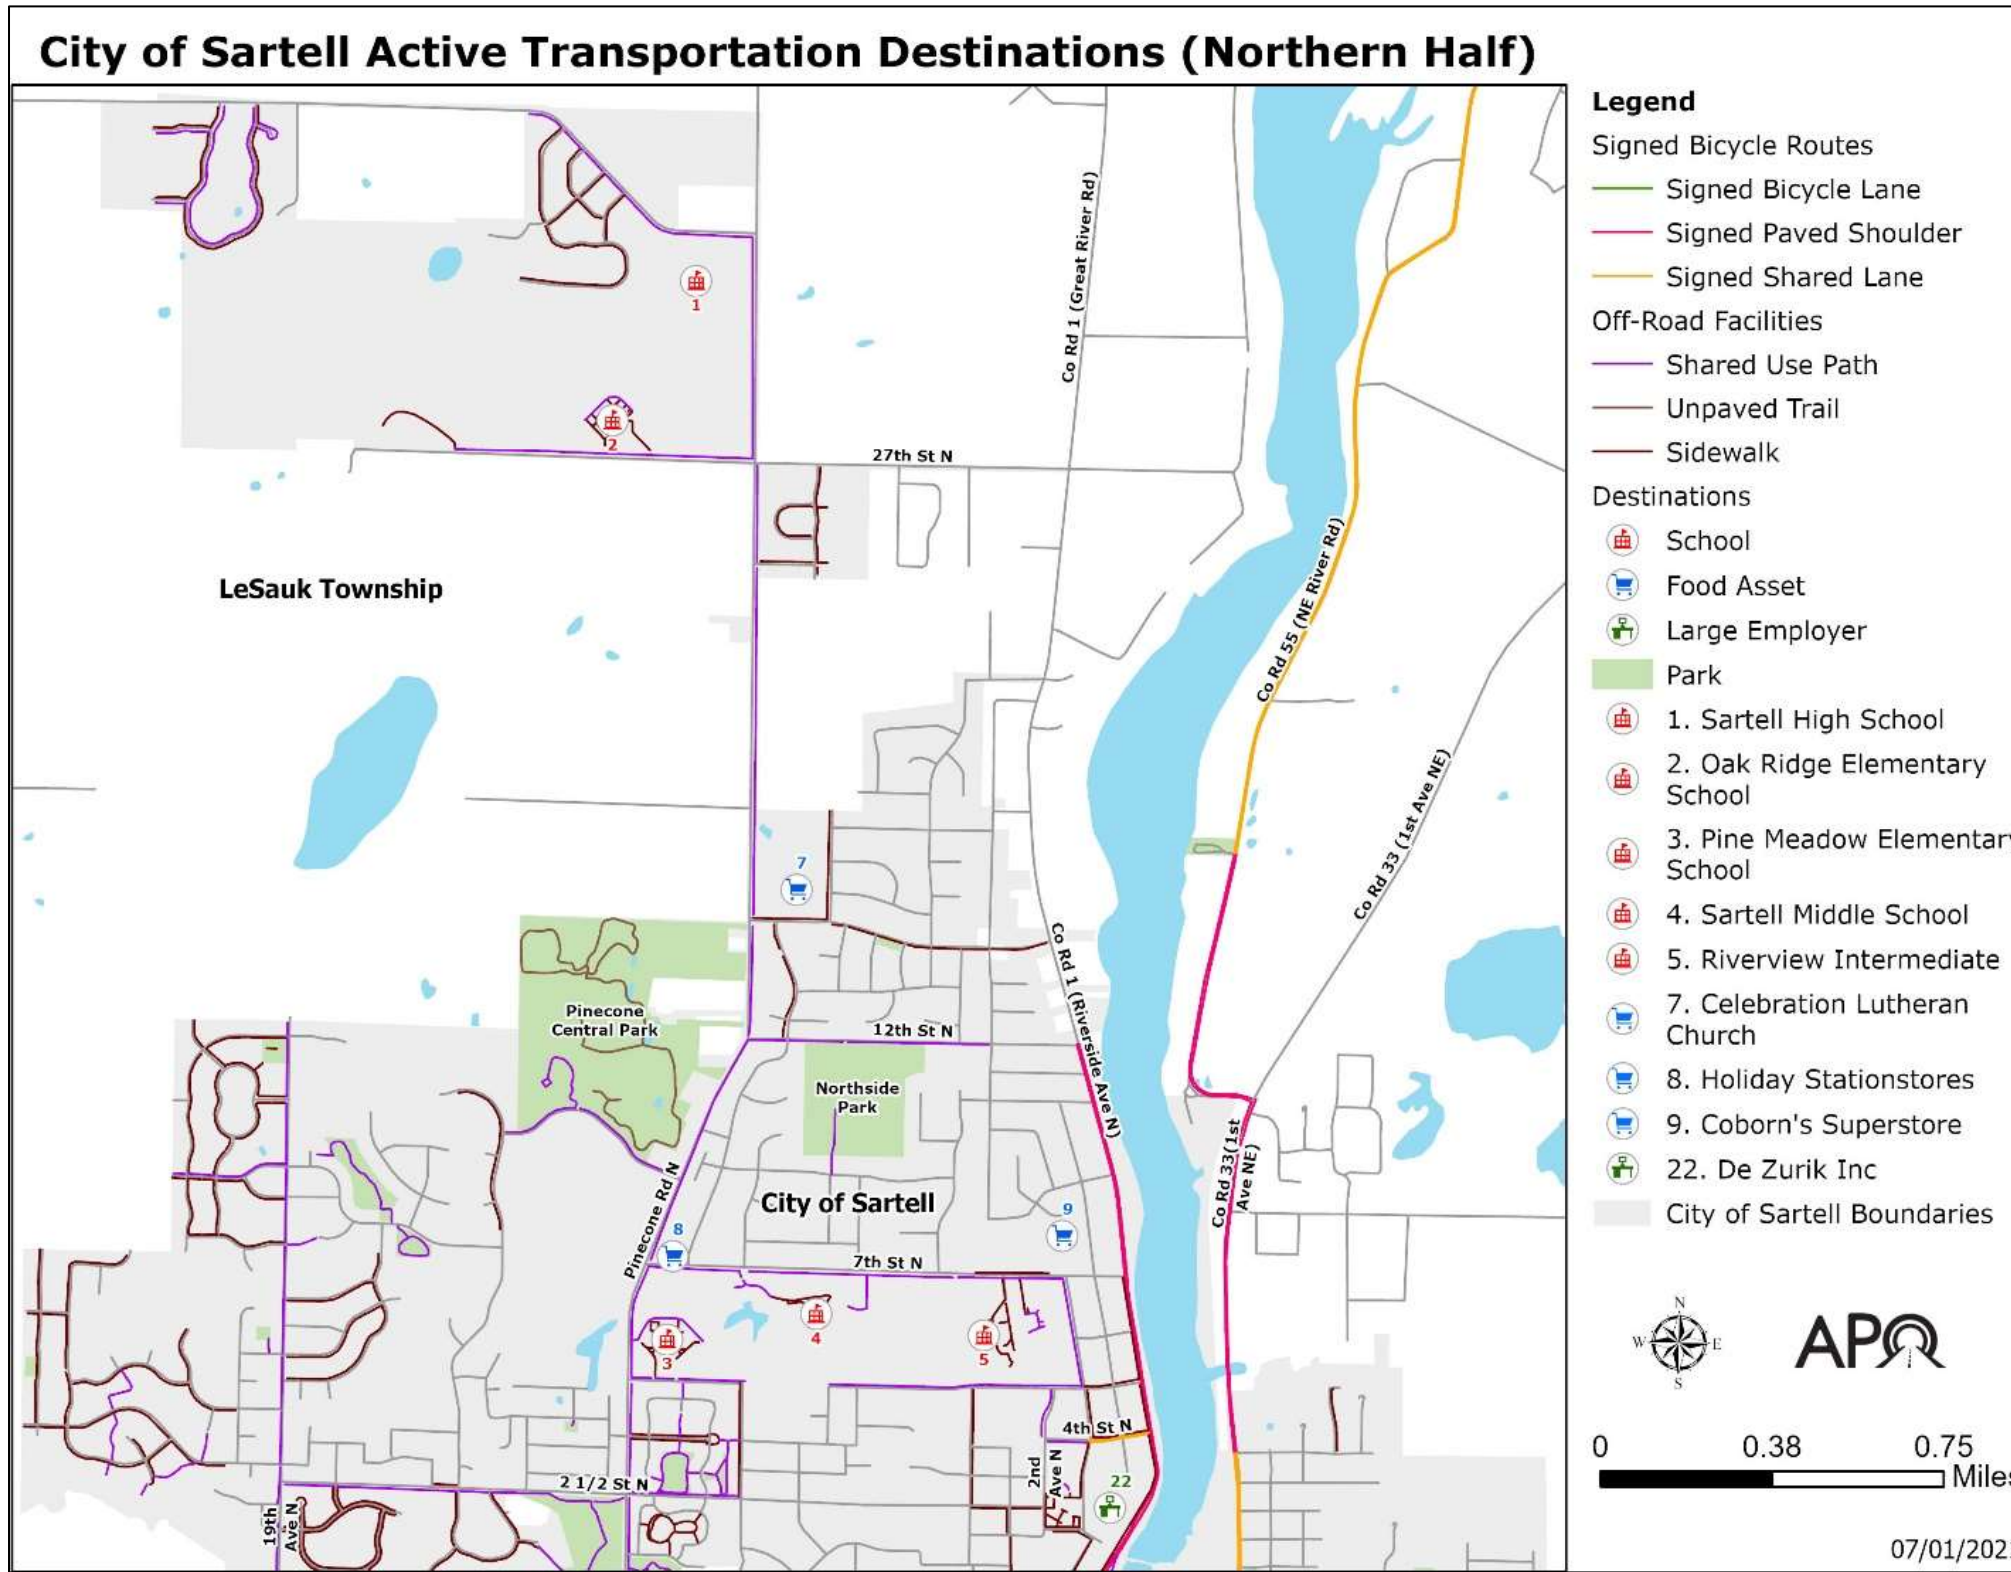 City of Sartell Active Transportation Destinations (Northern Half)
Legend
Signed Bicycle Routes
Signed Bicycle Lane
Signed Paved Shoulder
Signed Shared Lane
Off-Road Facilities
Shared Use Path
Unpaved Trail
Sidewalk
Destinations
School
Food Asset
Large Employer
Park
1. Sartell High School
2. Oak Ridge Elementary
School
3. Pine Meadow Elementary
School
4. Sartell Middle School
5. Riverview Intermediate
7. Celebration Lutheran
Church
8. Holiday Stationstores
9. Coborn's Superstore
22. De Zurik Inc
City of Sartell Boundaries
N
W E
S
APO
0 0.38 0.75
Miles
07/01/202
Co Rd 1 (Great River Rd)
1
2
27th St N
LeSauk Township
Co Rd 55 (NE River Rd)
Co Rd 33 (1st Ave NE)
7
Co Rd 1 (Riverside Ave N)
Pinecone
Central Park
12th St N
Northside
Park
Co Rd 33(1st
Ave NE)
Pinecone Rd N
City of Sartell
8
9
7th St N
3
4
5
4th St N
2nd
Ave N
22
2 1/2 St N
19th
Ave N